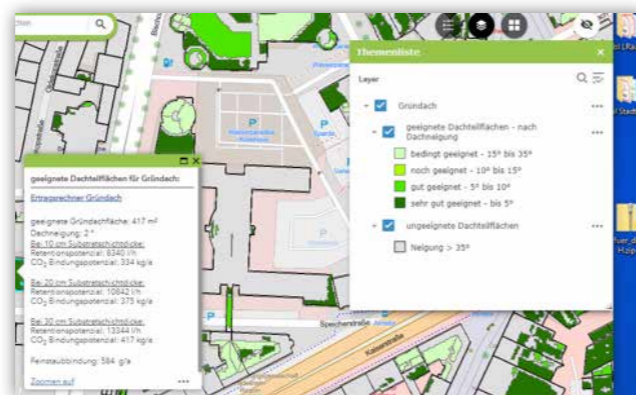 Themenliste
Layer
Gründach
geeignete Dachteilflächen - nach
Dachneigung
bedingt geeignet - 15° bis 35°
noch geeignet - 10° bis 15°
gut geeignet - 5° bis 10°
sehr gut geeignet - bis 5°
ungeeignete Dachteilflächen
Neigung > 35°
geeignete Dachteilflächen für Gründach:
Ertragsrechner Gründach
geeignete Gründachfläche: 417 m²
Dachneigung: 2 °
Bei 10 cm Substratschichtdicke:
Retentionspotenzial: 8340 l/h
CO₂ Bindungspotenzial: 334 kg/a
Bei 20 cm Substratschichtdicke:
Retentionspotenzial: 10842 l/h
CO₂ Bindungspotenzial: 375 kg/a
Bei 30 cm Substratschichtdicke:
Retentionspotenzial: 13344 l/h
CO₂ Bindungspotenzial: 417 kg/a
Feinstaubbindung: 584 g/a
Zoomen auf
Speicherstraße
Kaiserstraße